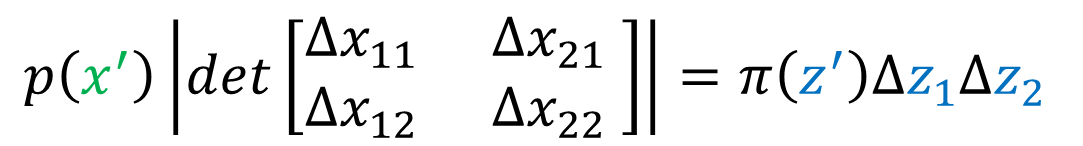 p(x′) |det [Δx₁₁ Δx₂₁
Δx₁₂ Δx₂₂]| = π(z′)Δz₁Δz₂